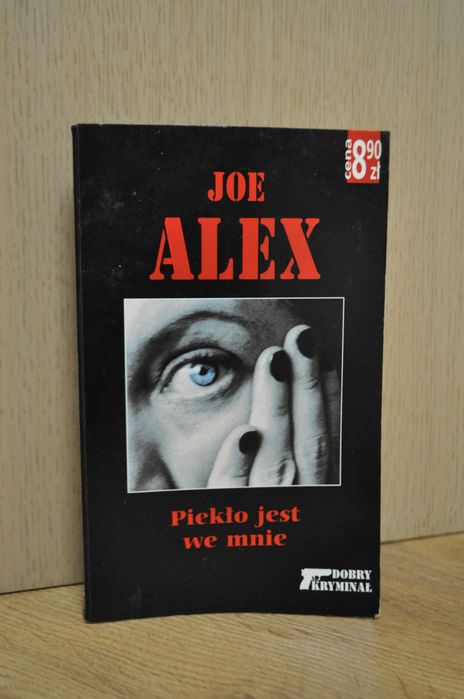 cena 8 90 zł
JOE
ALEX
Piekło jest
we mnie
DOBRY
KRYMINAŁ